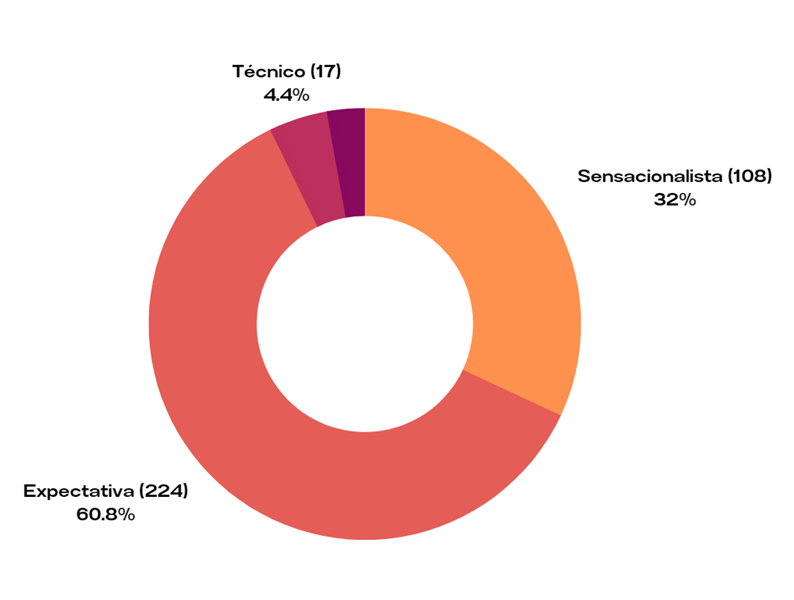 Técnico (17)
4.4%
Sensacionalista (108)
32%
Expectativa (224)
60.8%